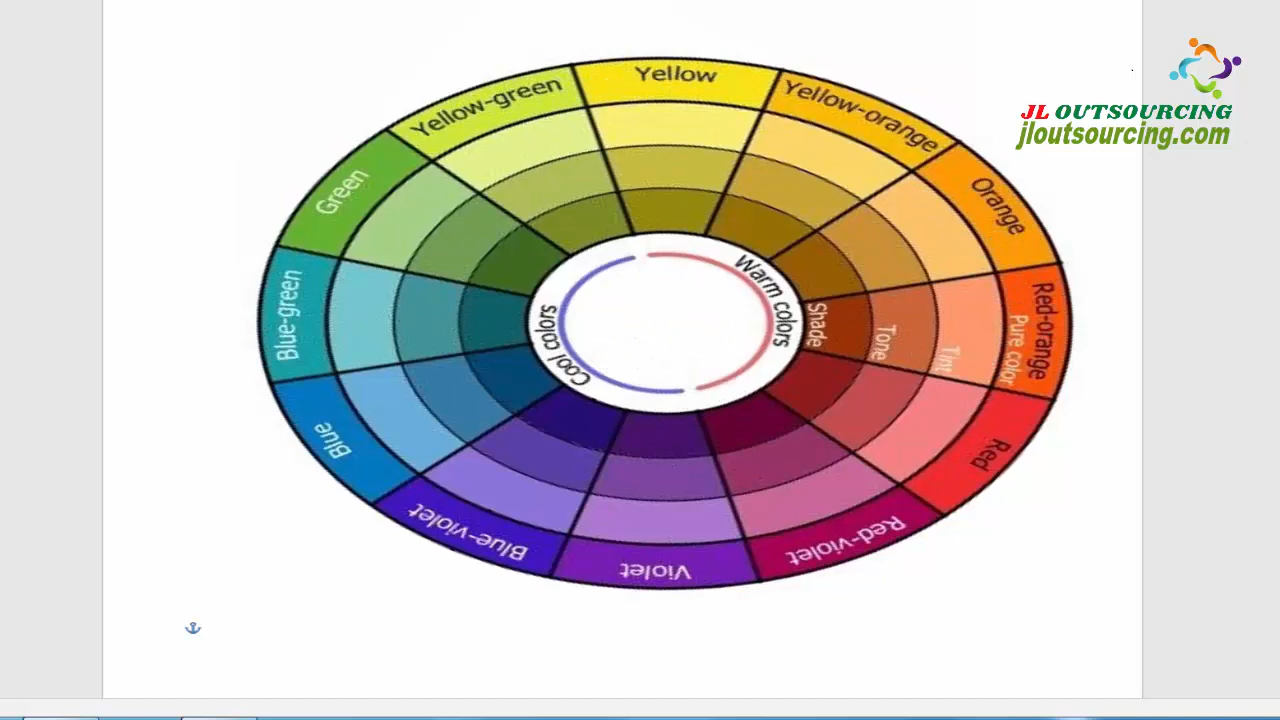 JL OUTSOURCING
jloutsourcing.com
Yellow
Yellow-green
Yellow-orange
Green
Orange
Blue-green
Red-orange
Pure color
Tint
Tone
Shade
Warm colors
Cool colors
Blue
Red
Blue-violet
Violet
Red-violet